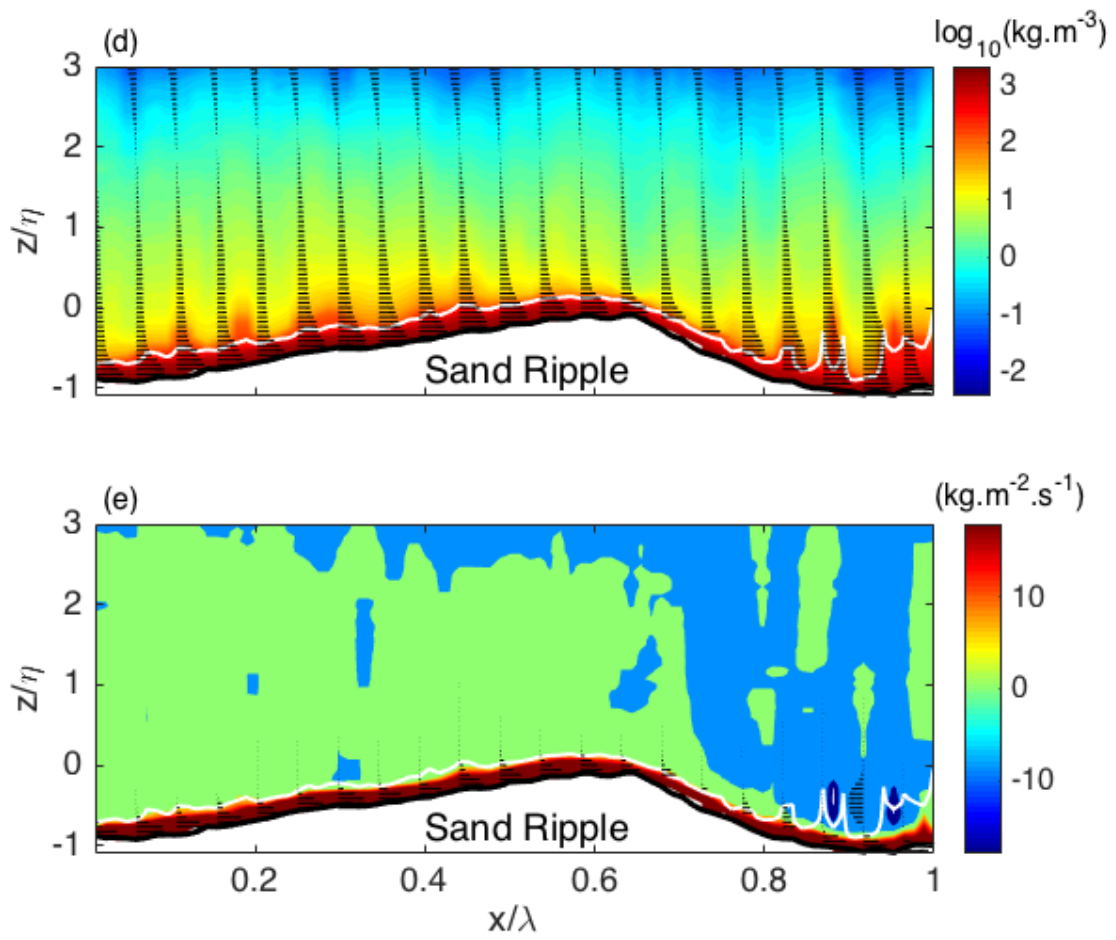 (d)
log10(kg.m-3)
3
2
1
0
-1
z/η
3
2
1
0
-1
-2
Sand Ripple
(e)
(kg.m-2.s-1)
3
2
1
0
-1
z/η
10
0
-10
Sand Ripple
0.2 0.4 0.6 0.8 1
x/λ